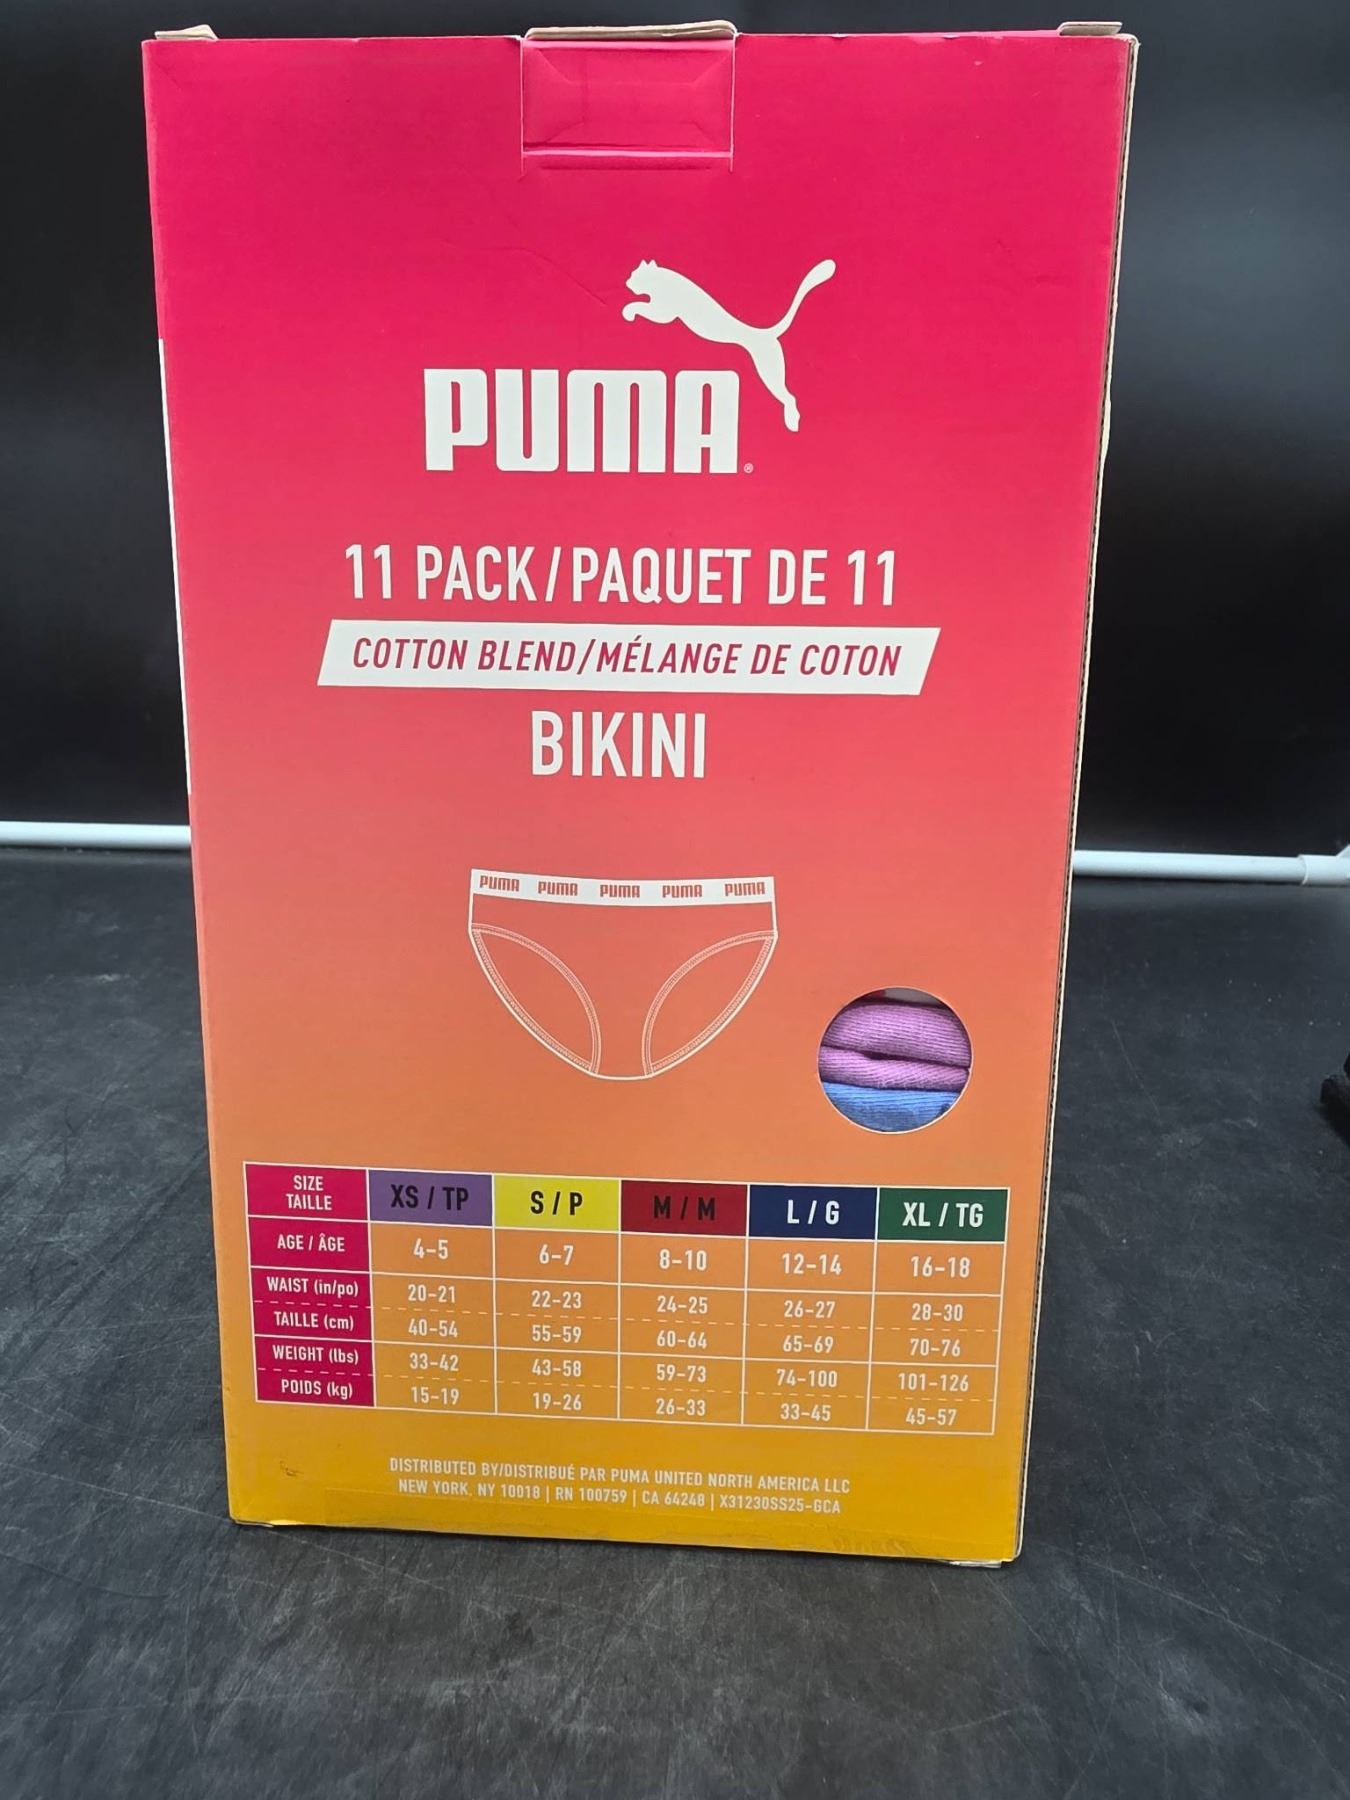 PUMA®
11 PACK/PAQUET DE 11
COTTON BLEND/MÉLANGE DE COTON
BIKINI
PUMA PUMA PUMA PUMA PUMA
SIZE TAILLE XS / TP S / P M / M L / G XL / TG
AGE / ÂGE 4-5 6-7 8-10 12-14 16-18
WAIST (in/po) 20-21 22-23 24-25 26-27 28-30
TAILLE (cm) 40-54 55-59 60-64 65-69 70-76
WEIGHT (lbs) 33-42 43-58 59-73 74-100 101-126
POIDS (kg) 15-19 19-26 26-33 33-45 45-57
DISTRIBUTED BY/DISTRIBUÉ PAR PUMA UNITED NORTH AMERICA LLC
NEW YORK, NY 10018 | RN 100759 | CA 64248 | X31230SS25-GCA